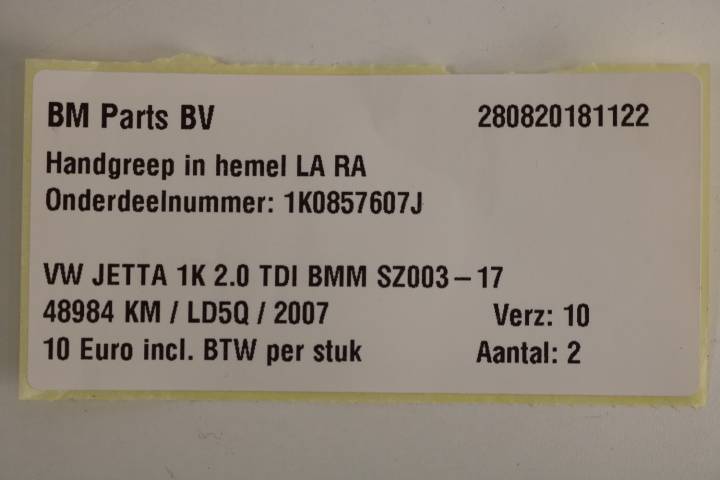 BM Parts BV 280820181122
Handgreep in hemel LA RA
Onderdeelnummer: 1K0857607J
VW JETTA 1K 2.0 TDI BMM SZ003-17
48984 KM / LD5Q / 2007 Verz: 10
10 Euro incl. BTW per stuk Aantal: 2